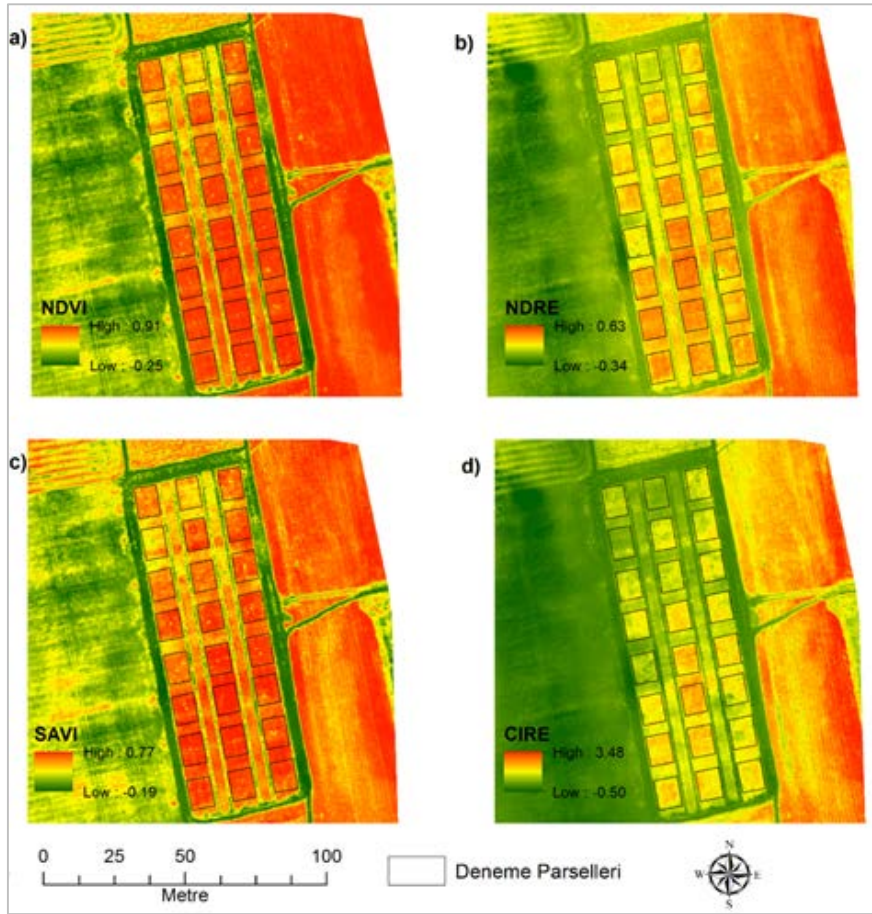 a)
b)
NDVI
High : 0.91
Low : -0.25
NDRE
High : 0.63
Low : -0.34
c)
d)
SAVI
High : 0.77
Low : -0.19
CIRE
High : 3.48
Low : -0.50
0 25 50 100
Metre
Deneme Parselleri
N
W E
S